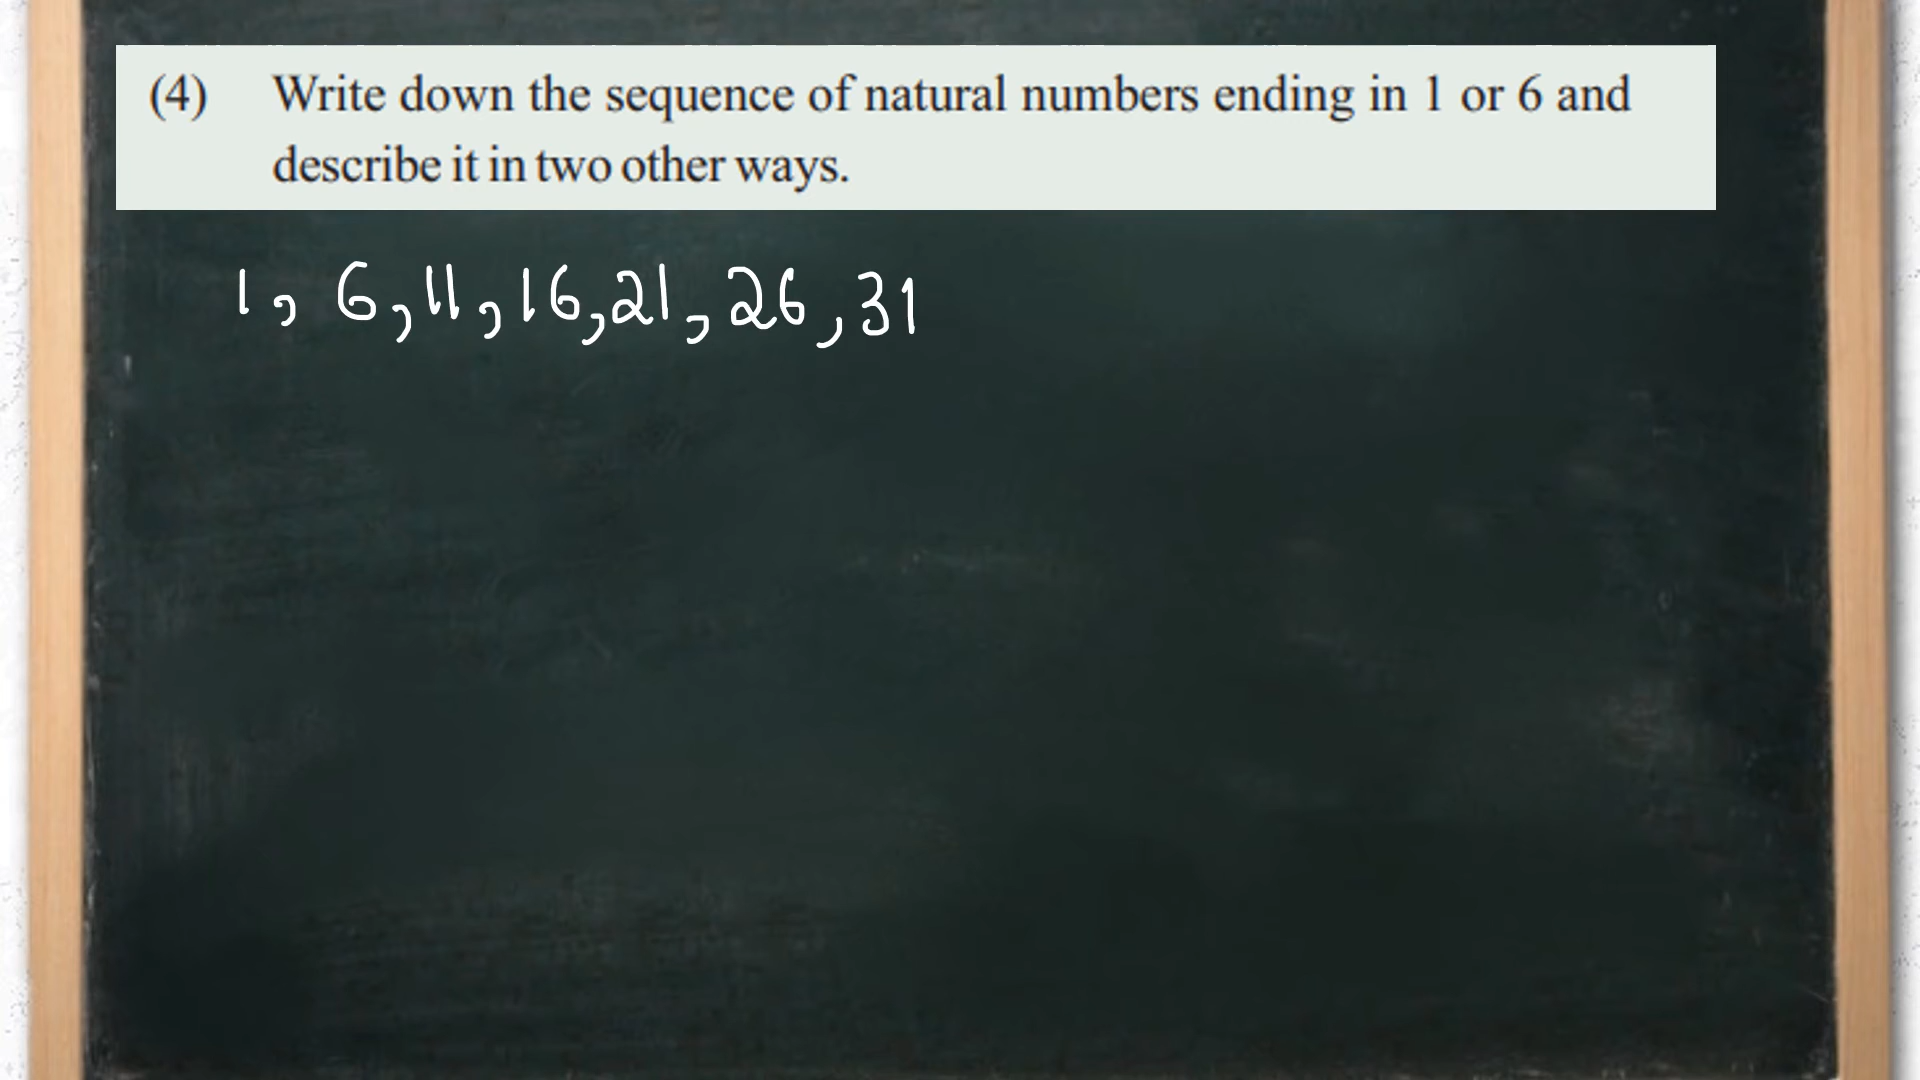 (4) Write down the sequence of natural numbers ending in 1 or 6 and
describe it in two other ways.
1, 6, 11, 16, 21, 26, 31